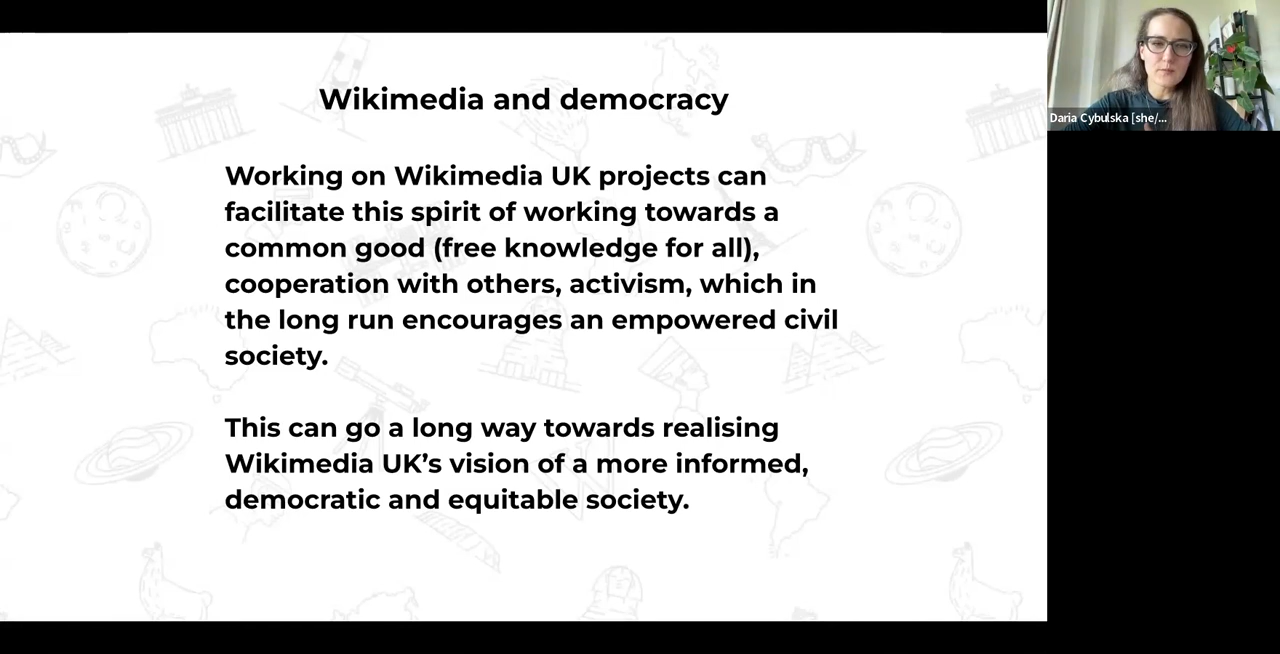 Wikimedia and democracy
Working on Wikimedia UK projects can
facilitate this spirit of working towards a
common good (free knowledge for all),
cooperation with others, activism, which in
the long run encourages an empowered civil
society.
This can go a long way towards realising
Wikimedia UK’s vision of a more informed,
democratic and equitable society.
Daria Cybulska [she/...